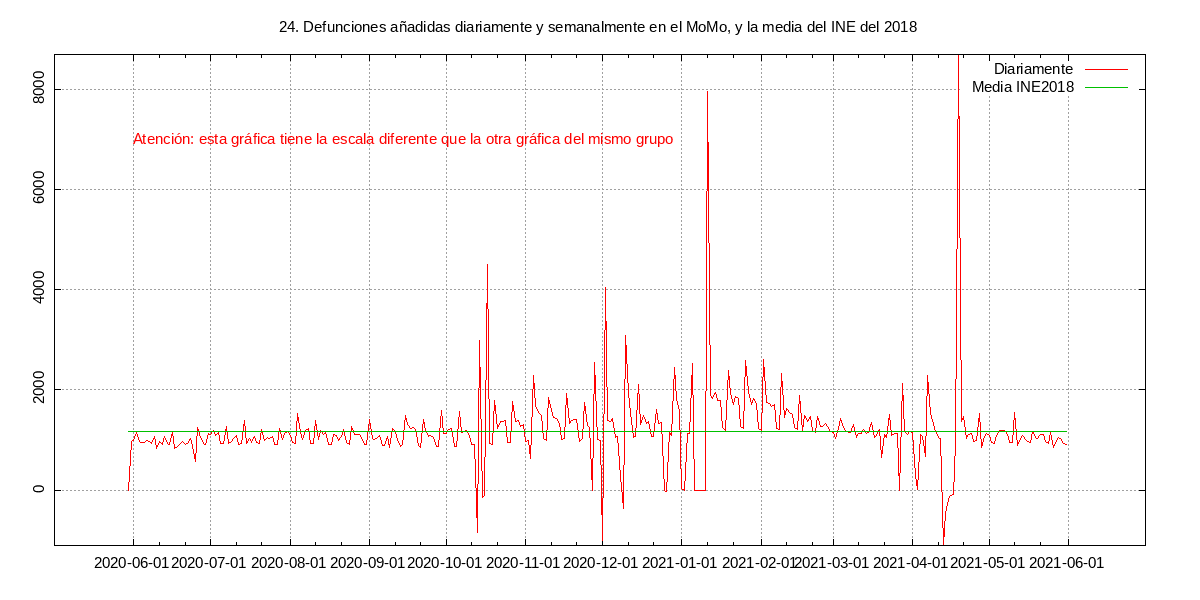 24. Defunciones añadidas diariamente y semanalmente en el MoMo, y la media del INE del 2018
Diariamente
Media INE2018
Atención: esta gráfica tiene la escala diferente que la otra gráfica del mismo grupo
8000
6000
4000
2000
0
2020-06-01 2020-07-01 2020-08-01 2020-09-01 2020-10-01 2020-11-01 2020-12-01 2021-01-01 2021-02-01 2021-03-01 2021-04-01 2021-05-01 2021-06-01